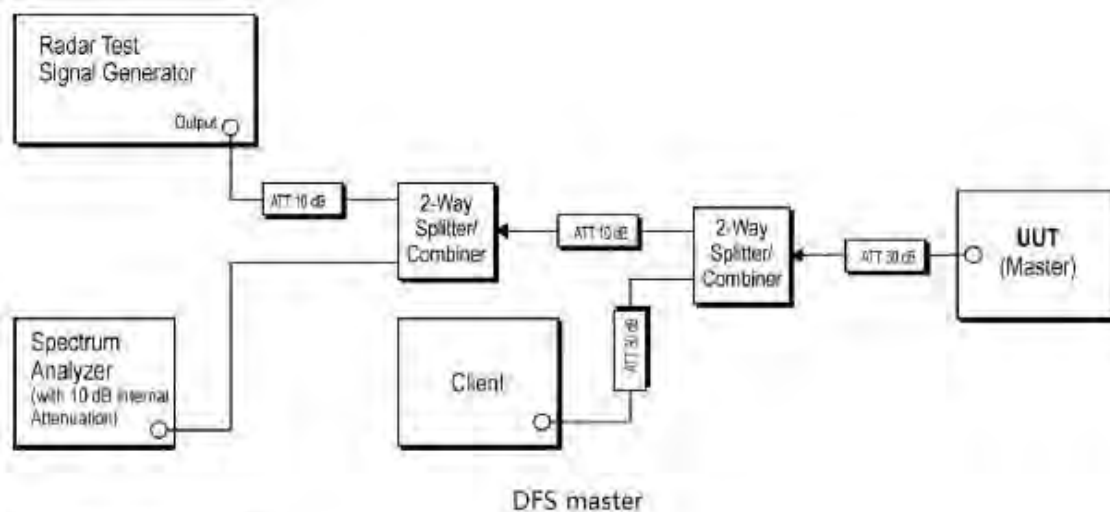 Radar Test
Signal Generator
Output
ATT 10 dB
2-Way
Splitter/
Combiner
ATT 10 dB
2-Way
Splitter/
Combiner
ATT 30 dB
UUT
(Master)
Spectrum
Analyzer
(with 10 dB internal
Attenuation)
Client
ATT 30 dB
DFS master